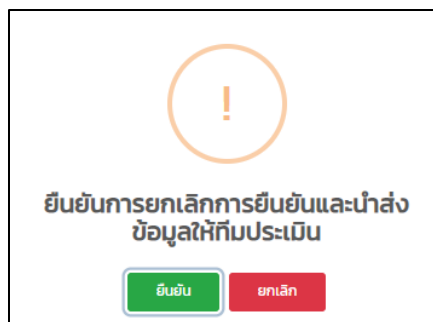 !
ยืนยันการยกเลิกการยืนยันและนำส่ง
ข้อมูลให้ทีมประเมิน
ยืนยัน ยกเลิก